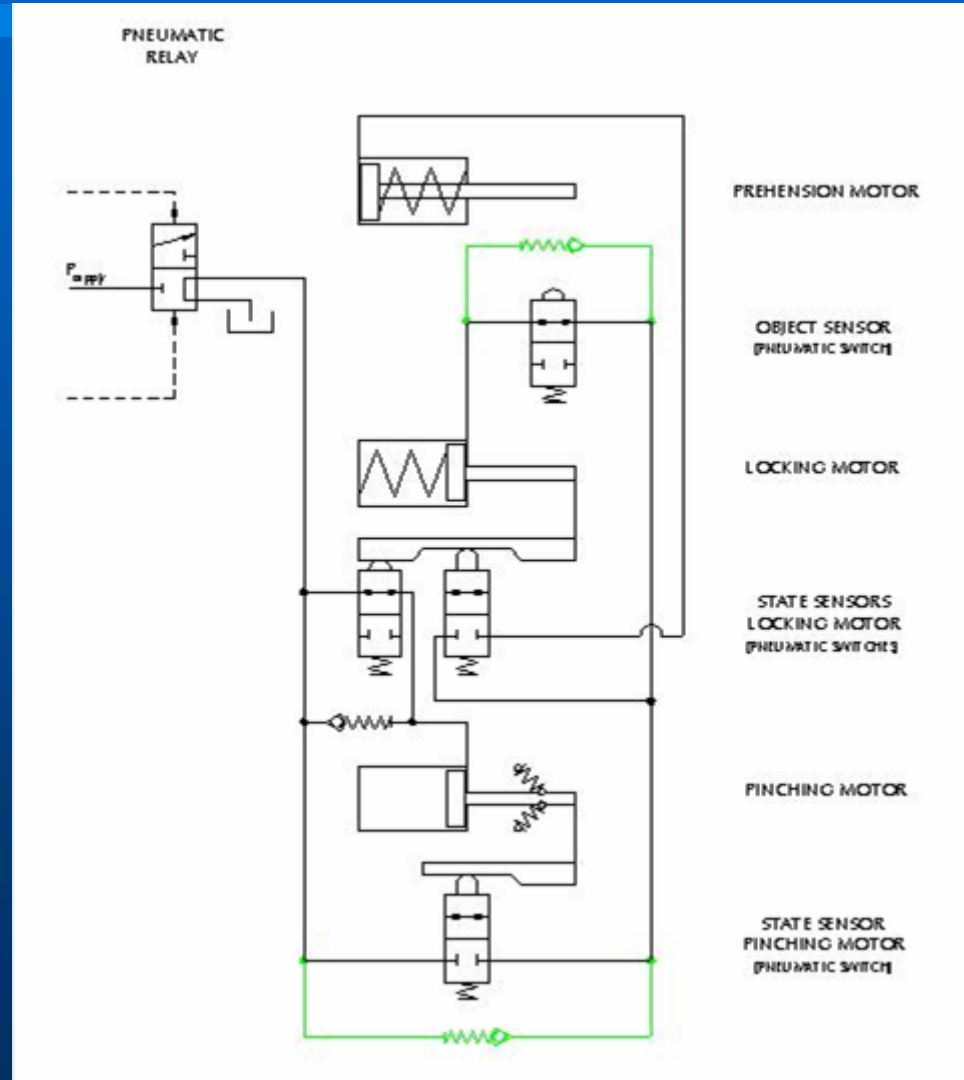 PNEUMATIC
RELAY
PREHENSION MOTOR
Psupply
OBJECT SENSOR
[PNEUMATIC SWITCH]
LOCKING MOTOR
STATE SENSORS
LOCKING MOTOR
[PNEUMATIC SWITCHES]
PINCHING MOTOR
STATE SENSOR
PINCHING MOTOR
[PNEUMATIC SWITCH]